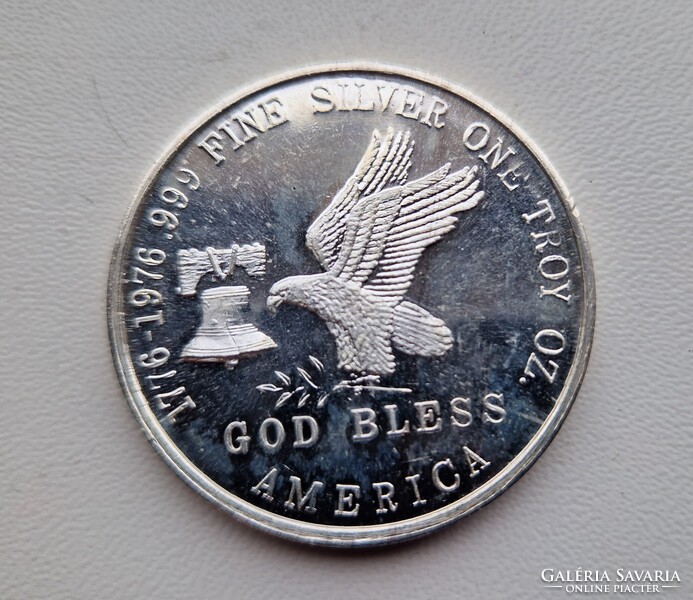 1776-1976 .999 FINE SILVER ONE TROY OZ.
GOD BLESS
AMERICA
GALÉRIA SAVARIA
ONLINE PIACTÉR